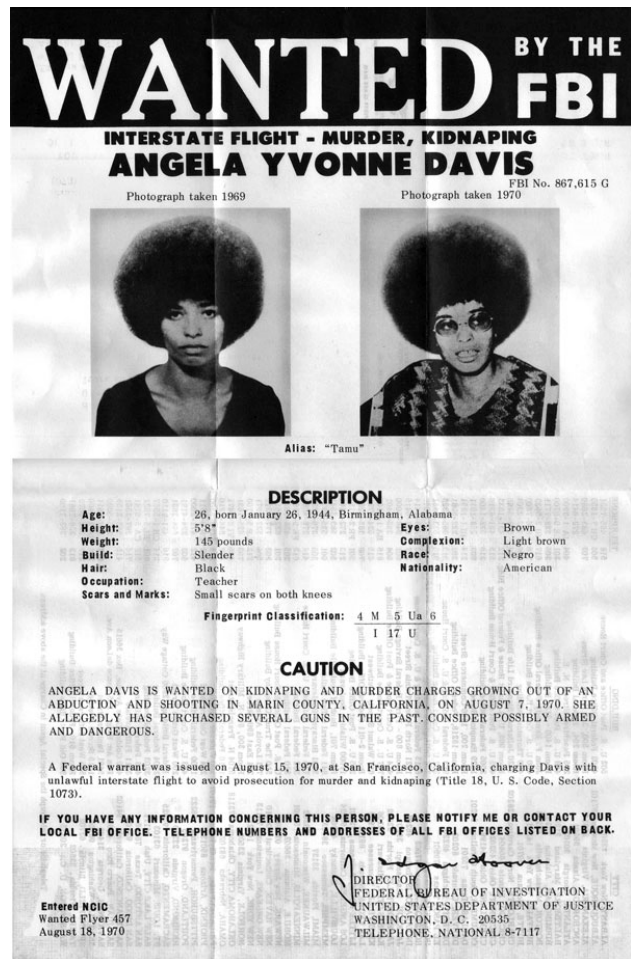 WANTED BY THE FBI
INTERSTATE FLIGHT - MURDER, KIDNAPING
ANGELA YVONNE DAVIS
FBI No. 867,615 G
Photograph taken 1969
Photograph taken 1970
Alias: "Tamu"
DESCRIPTION
Age: 26, born January 26, 1944, Birmingham, Alabama
Height: 5'8" Eyes: Brown
Weight: 145 pounds Complexion: Light brown
Build: Slender Race: Negro
Hair: Black Nationality: American
Occupation: Teacher
Scars and Marks: Small scars on both knees
Fingerprint Classification: 4 M 5 Ua 6
I 17 U
CAUTION
ANGELA DAVIS IS WANTED ON KIDNAPING AND MURDER CHARGES GROWING OUT OF AN
ABDUCTION AND SHOOTING IN MARIN COUNTY, CALIFORNIA, ON AUGUST 7, 1970. SHE
ALLEGEDLY HAS PURCHASED SEVERAL GUNS IN THE PAST. CONSIDER POSSIBLY ARMED
AND DANGEROUS.
A Federal warrant was issued on August 15, 1970, at San Francisco, California, charging Davis with
unlawful interstate flight to avoid prosecution for murder and kidnaping (Title 18, U. S. Code, Section
1073).
IF YOU HAVE ANY INFORMATION CONCERNING THIS PERSON, PLEASE NOTIFY ME OR CONTACT YOUR
LOCAL FBI OFFICE. TELEPHONE NUMBERS AND ADDRESSES OF ALL FBI OFFICES LISTED ON BACK.
J. Edgar Hoover
DIRECTOR
FEDERAL BUREAU OF INVESTIGATION
UNITED STATES DEPARTMENT OF JUSTICE
WASHINGTON, D. C. 20535
TELEPHONE, NATIONAL 8-7117
Entered NCIC
Wanted Flyer 457
August 18, 1970